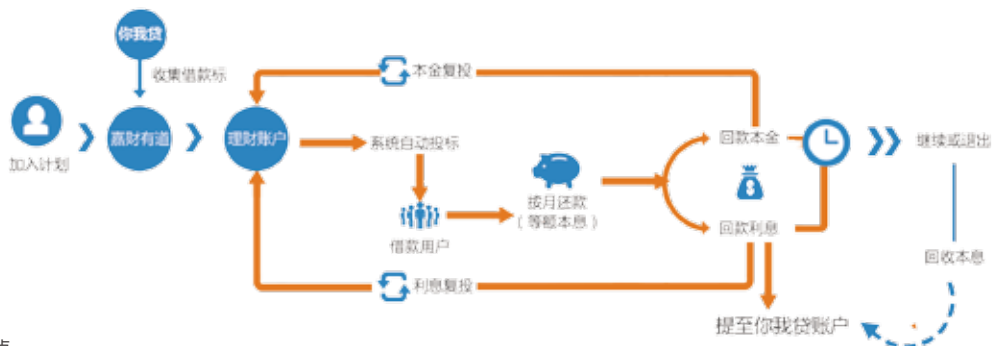 你我贷
收集借款标
本金复投
加入计划
嘉财有道
理财账户
系统自动投标
回款本金
继续或退出
按月还款
（等额本息）
借款用户
回款利息
回收本息
利息复投
提至你我贷账户